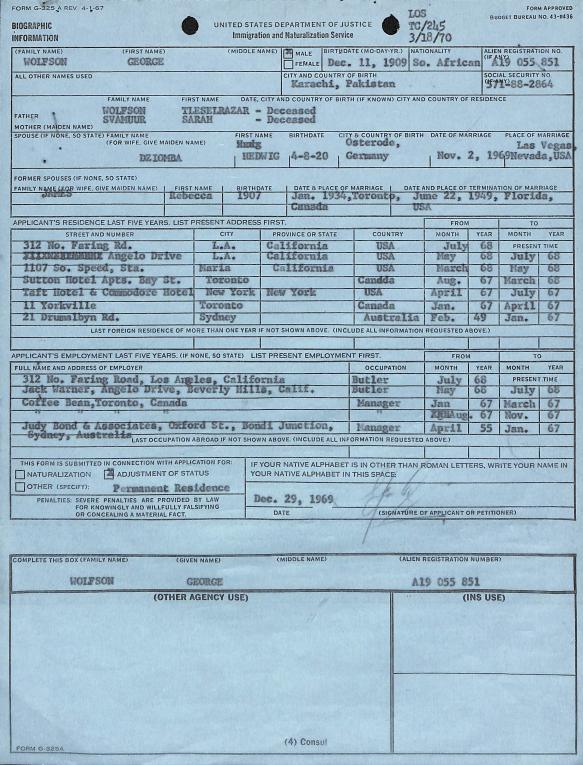 FORM G-325 A REV. 4-1-67
LOS
TC/245
3/18/70
FORM APPROVED
BUDGET BUREAU NO. 43-R436
BIOGRAPHIC
INFORMATION
UNITED STATES DEPARTMENT OF JUSTICE
Immigration and Naturalization Service
(FAMILY NAME) (FIRST NAME) (MIDDLE NAME) MALE FEMALE BIRTHDATE (MO-DAY-YR.) NATIONALITY ALIEN REGISTRATION NO. (IF ANY)
WOLFSON GEORGE Dec. 11, 1909 So. African A19 055 851
ALL OTHER NAMES USED CITY AND COUNTRY OF BIRTH SOCIAL SECURITY NO. (IF ANY)
Karachi, Pakistan 571-88-2864
FAMILY NAME FIRST NAME DATE, CITY AND COUNTRY OF BIRTH (IF KNOWN) CITY AND COUNTRY OF RESIDENCE
FATHER WOLFSON TLESELRAZAR - Deceased
MOTHER (MAIDEN NAME) SVAMUUR SARAH - Deceased
SPOUSE (IF NONE, SO STATE) FAMILY NAME (FOR WIFE, GIVE MAIDEN NAME) FIRST NAME BIRTHDATE CITY & COUNTRY OF BIRTH DATE OF MARRIAGE PLACE OF MARRIAGE
DZIOMBA HEDWIG 4-8-20 Osterode, Germany Nov. 2, 1969 Las Vegas, Nevada, USA
FORMER SPOUSES (IF NONE, SO STATE)
FAMILY NAME (FOR WIFE, GIVE MAIDEN NAME) FIRST NAME BIRTHDATE DATE & PLACE OF MARRIAGE DATE AND PLACE OF TERMINATION OF MARRIAGE
Rebecca 1907 Jan. 1934, Toronto, Canada June 22, 1949, Florida, USA
APPLICANT'S RESIDENCE LAST FIVE YEARS. LIST PRESENT ADDRESS FIRST. FROM TO
STREET AND NUMBER CITY PROVINCE OR STATE COUNTRY MONTH YEAR MONTH YEAR
312 No. Faring Rd. L.A. California USA July 68 PRESENT TIME
Angelo Drive L.A. California USA May 68 July 68
1107 So. Speed, Sta. Maria California USA March 68 May 68
Sutton Hotel Apts. Bay St. Toronto Canada Aug. 67 March 68
Taft Hotel & Commodore Hotel New York New York USA April 67 July 67
11 Yorkville Toronto Canada Jan. 67 April 67
21 Drumalbyn Rd. Sydney Australia Feb. 49 Jan. 67
LAST FOREIGN RESIDENCE OF MORE THAN ONE YEAR IF NOT SHOWN ABOVE. (INCLUDE ALL INFORMATION REQUESTED ABOVE.)
APPLICANT'S EMPLOYMENT LAST FIVE YEARS. (IF NONE, SO STATE) LIST PRESENT EMPLOYMENT FIRST. FROM TO
FULL NAME AND ADDRESS OF EMPLOYER OCCUPATION MONTH YEAR MONTH YEAR
312 No. Faring Road, Los Angles, California Butler July 68 PRESENT TIME
Jack Warner, Angelo Drive, Beverly Hills, Calif. Butler May 68 July 68
Coffee Bean, Toronto, Canada Manager Jan 67 March 67
" " " Aug. 67 Nov. 67
Judy Bond & Associates, Oxford St., Bondi Junction, Manager April 55 Jan. 67
Sydney, Australia
LAST OCCUPATION ABROAD IF NOT SHOWN ABOVE. (INCLUDE ALL INFORMATION REQUESTED ABOVE.)
THIS FORM IS SUBMITTED IN CONNECTION WITH APPLICATION FOR:
NATURALIZATION ADJUSTMENT OF STATUS
OTHER (SPECIFY): Permanent Residence
PENALTIES: SEVERE PENALTIES ARE PROVIDED BY LAW
FOR KNOWINGLY AND WILLFULLY FALSIFYING
OR CONCEALING A MATERIAL FACT.
IF YOUR NATIVE ALPHABET IS IN OTHER THAN ROMAN LETTERS, WRITE YOUR NAME IN
YOUR NATIVE ALPHABET IN THIS SPACE:
Dec. 29, 1969
DATE (SIGNATURE OF APPLICANT OR PETITIONER)
COMPLETE THIS BOX (FAMILY NAME) (GIVEN NAME) (MIDDLE NAME) (ALIEN REGISTRATION NUMBER)
WOLFSON GEORGE A19 055 851
(OTHER AGENCY USE) (INS USE)
(4) Consul
FORM G-325A